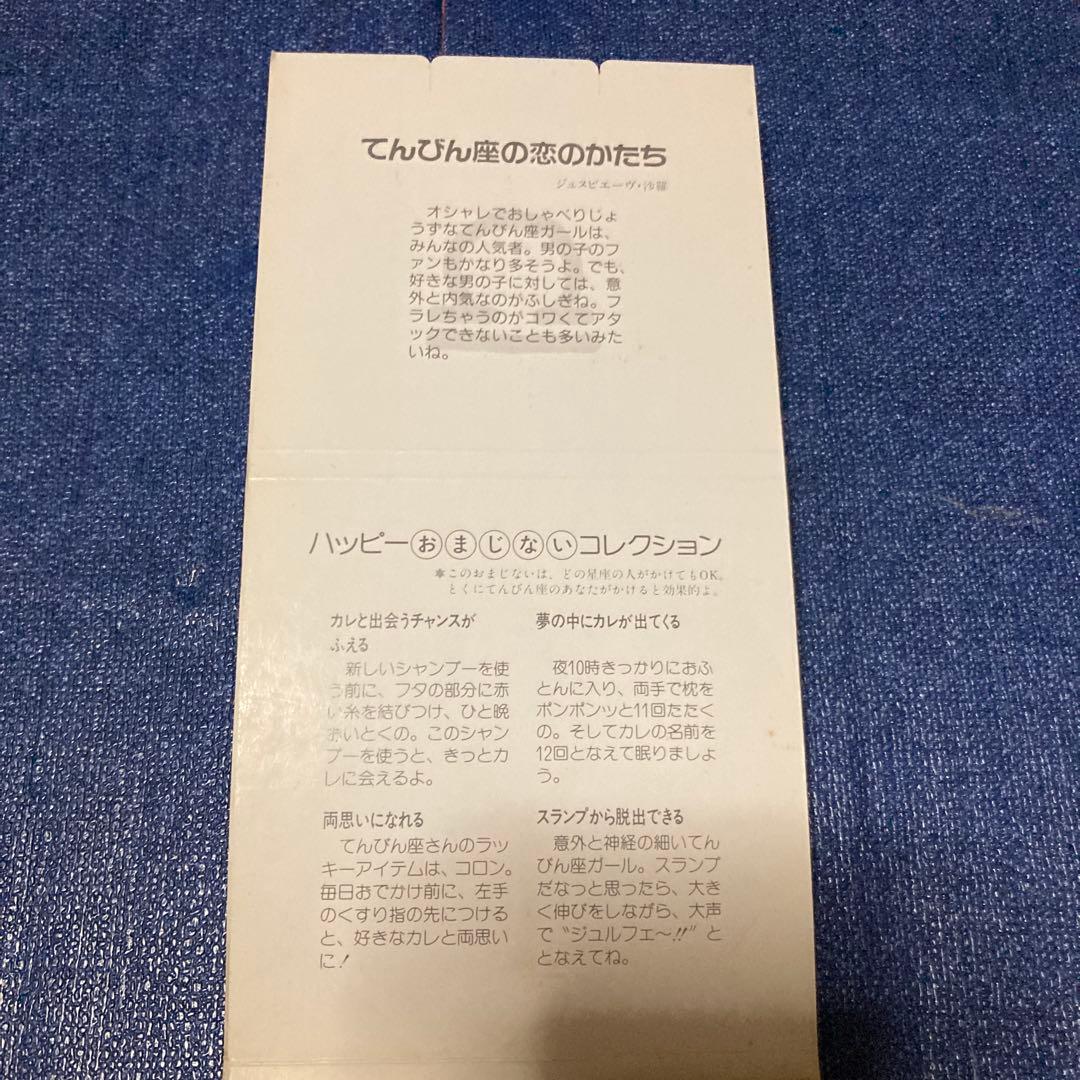 てんびん座の恋のかたち
ジュヌビエーヴ・沙羅
オシャレでおしゃべりじょ
うずなてんびん座ガールは、
みんなの人気者。男の子のフ
ァンもかなり多そうよ。でも、
好きな男の子に対しては、意
外と内気なのがふしぎね。フ
ラレちゃうのがコワくてアタ
ックできないことも多いみた
いね。
ハッピーおまじないコレクション
＊このおまじないは、どの星座の人がかけてもOK。
とくにてんびん座のあなたがかけると効果的よ。
カレと出会うチャンスが
ふえる
新しいシャンプーを使
う前に、フタの部分に赤
い糸を結びつけ、ひと晩
おいとくの。このシャン
プーを使うと、きっとカ
レに会えるよ。
夢の中にカレが出てくる
夜10時きっかりにおふ
とんに入り、両手で枕を
ポンポンッと11回たたく
の。そしてカレの名前を
12回となえて眠りましょ
う。
両思いになれる
てんびん座さんのラッ
キーアイテムは、コロン。
毎日おでかけ前に、左手
のくすり指の先につける
と、好きなカレと両思い
に！
スランプから脱出できる
意外と神経の細いてん
びん座ガール。スランプ
だなっと思ったら、大き
く伸びをしながら、大声
で〝ジュルフェ〜!!〟と
となえてね。